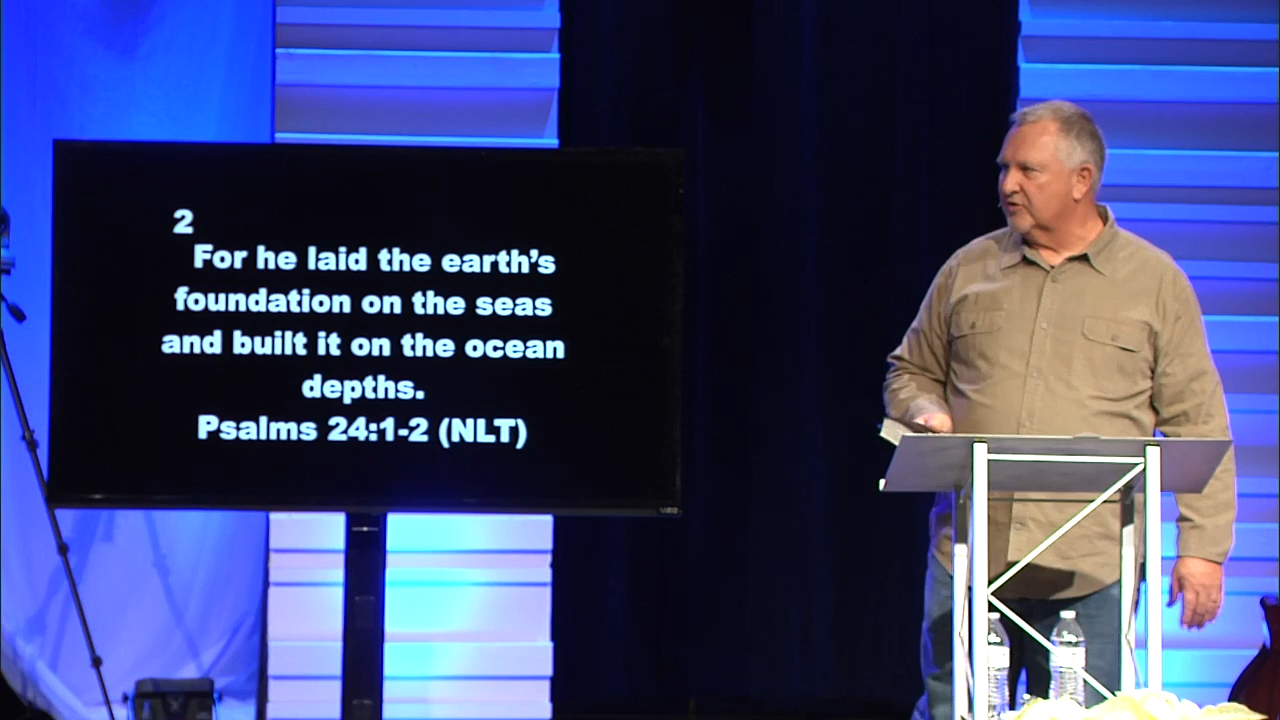 2
For he laid the earth’s
foundation on the seas
and built it on the ocean
depths.
Psalms 24:1-2 (NLT)